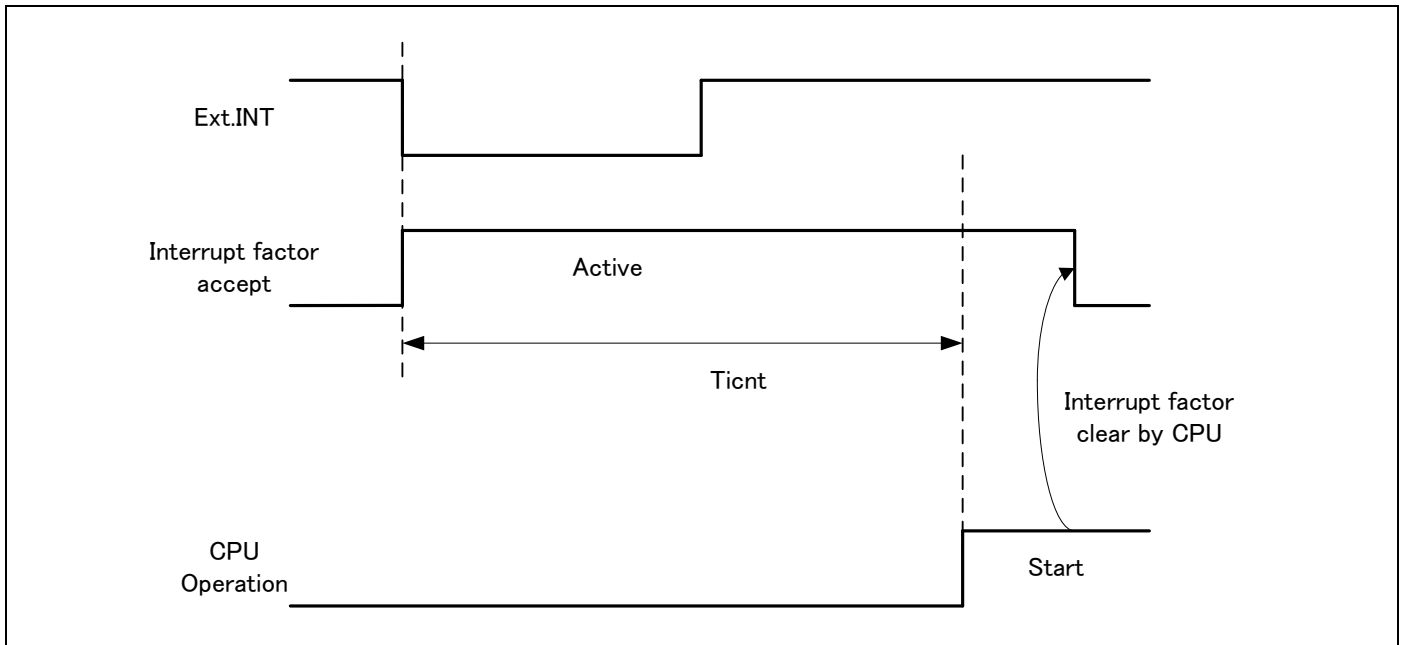 Ext.INT
Interrupt factor
accept
Active
Ticnt
Interrupt factor
clear by CPU
CPU
Operation
Start